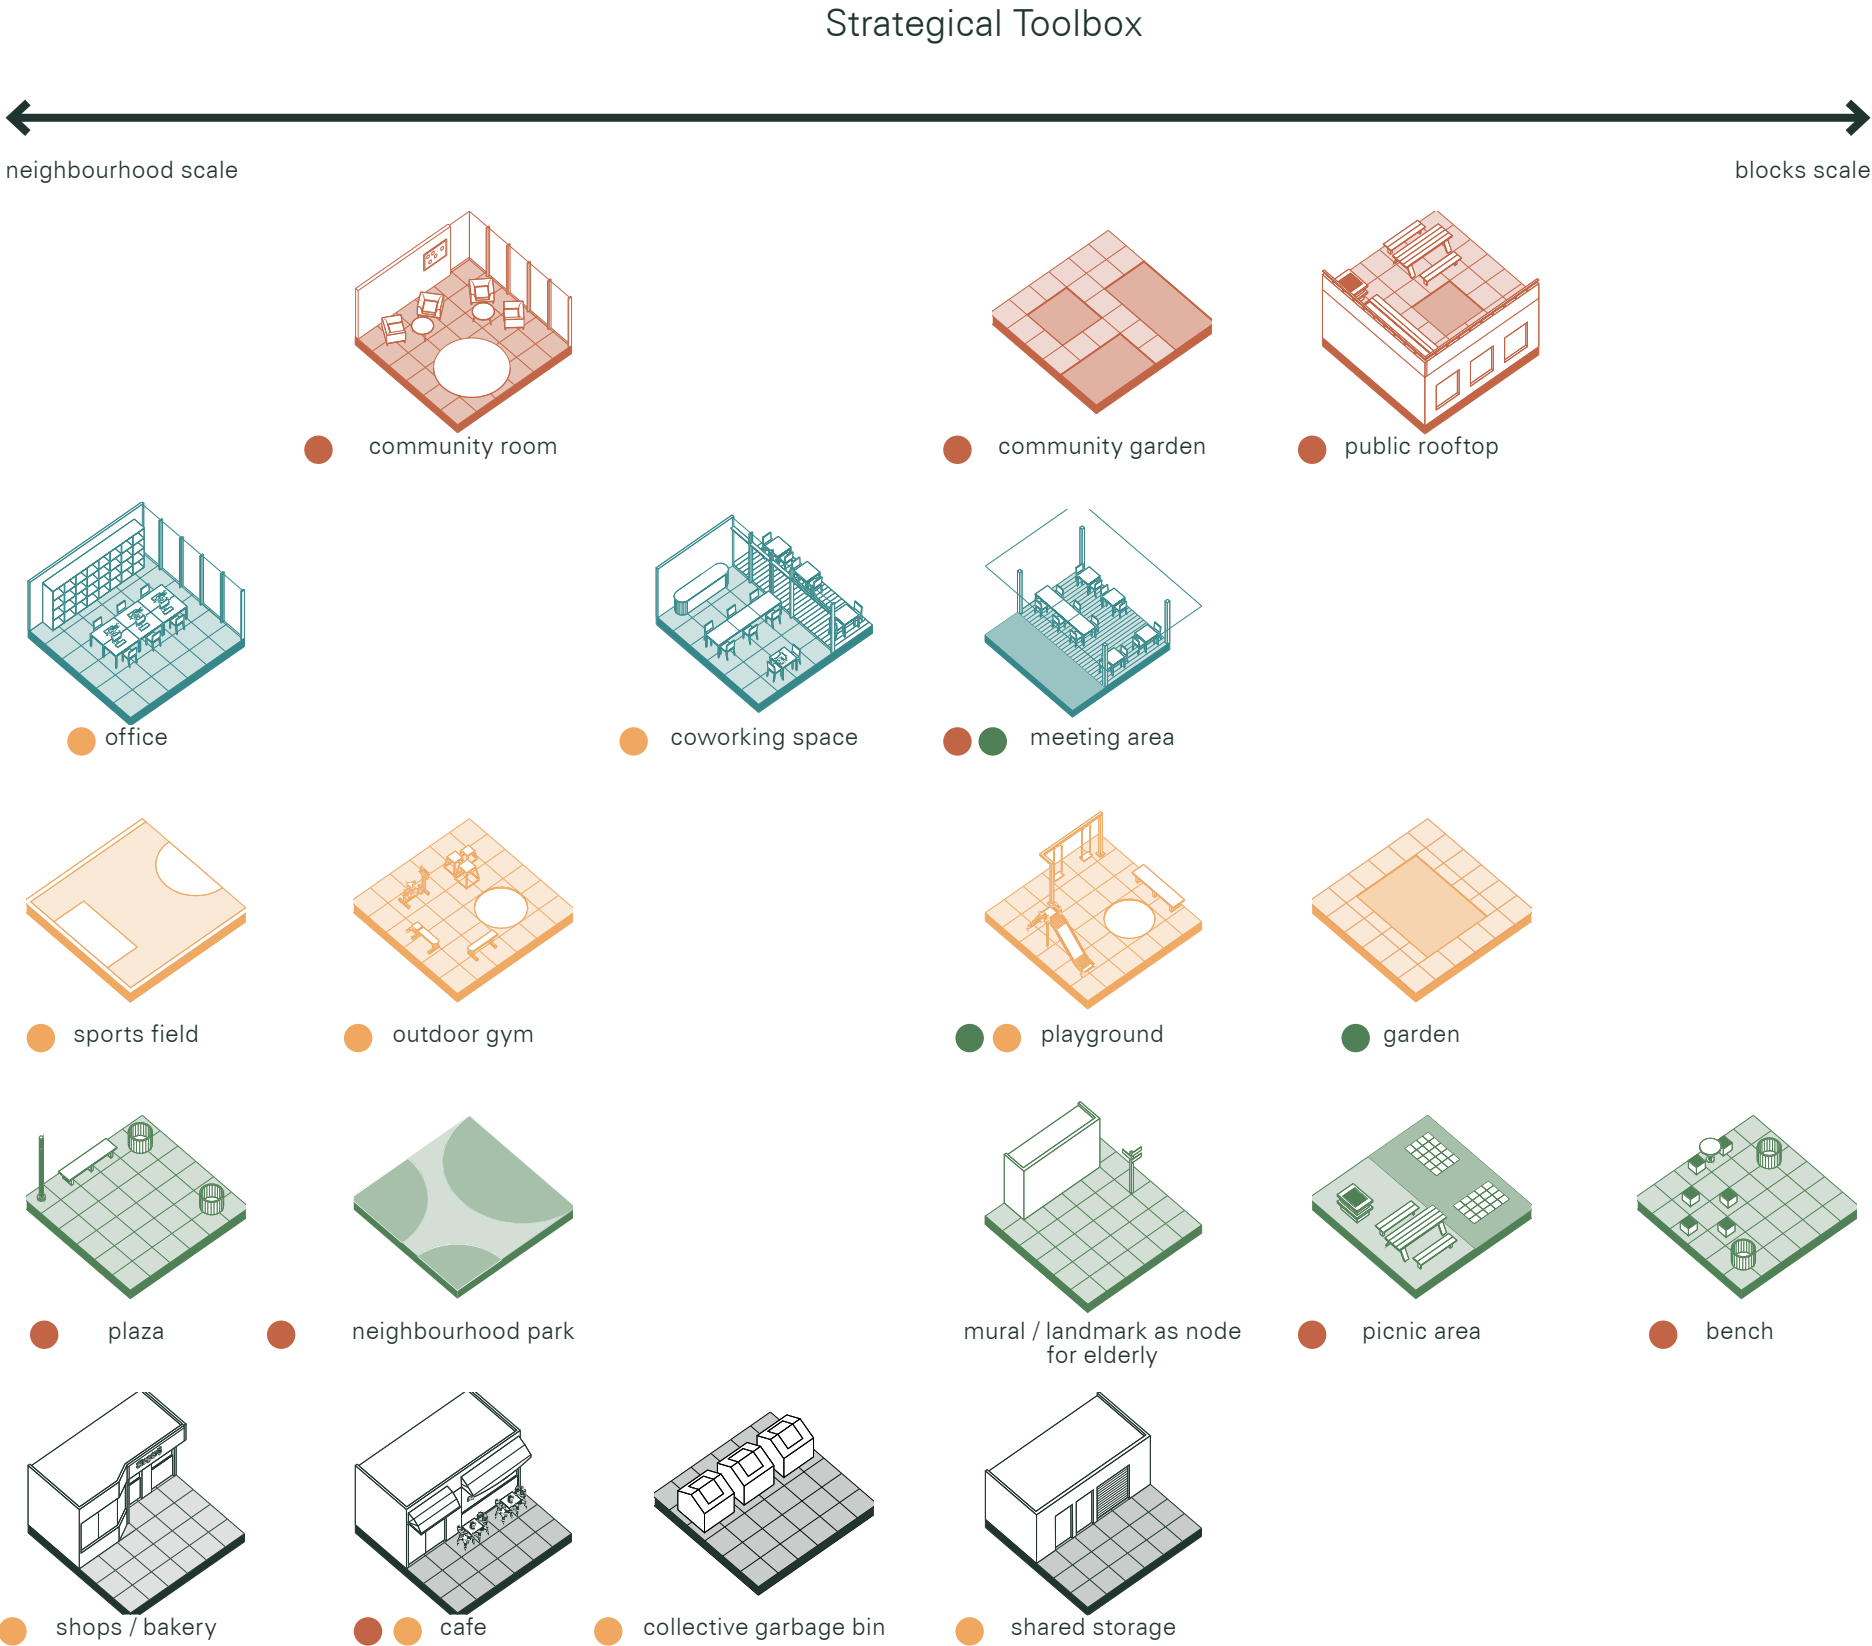 Strategical Toolbox
neighbourhood scale
blocks scale
community room
community garden
public rooftop
office
coworking space
meeting area
sports field
outdoor gym
playground
garden
plaza
neighbourhood park
mural / landmark as node
for elderly
picnic area
bench
shops / bakery
cafe
collective garbage bin
shared storage